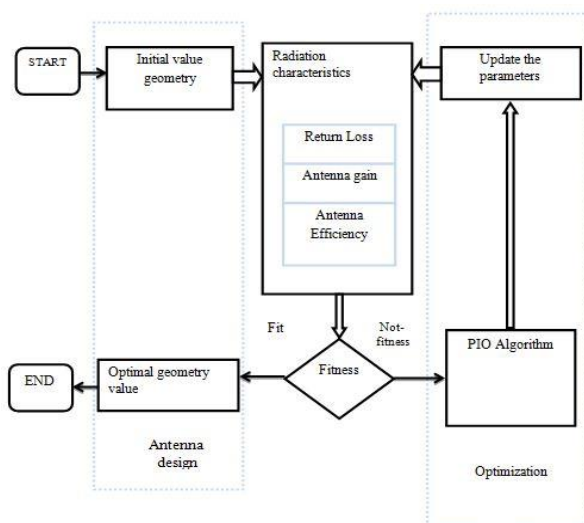 START
Initial value
geometry
Radiation
characteristics
Update the
parameters
Return Loss
Antenna gain
Antenna
Efficiency
Fit
Not-
fitness
PIO Algorithm
END
Optimal geometry
value
Fitness
Antenna
design
Optimization